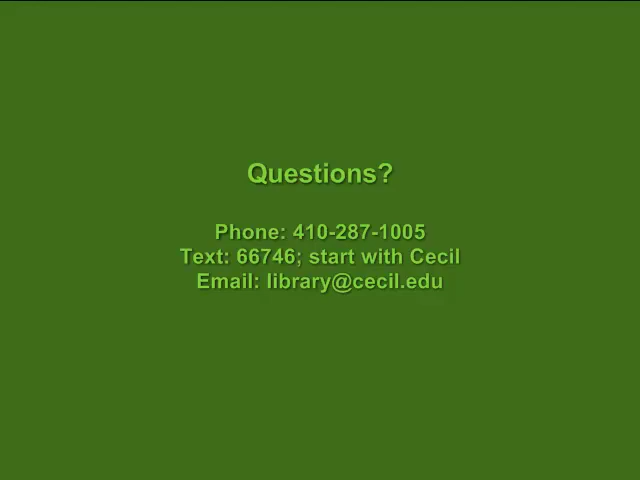 Questions?
Phone: 410-287-1005
Text: 66746; start with Cecil
Email: library@cecil.edu